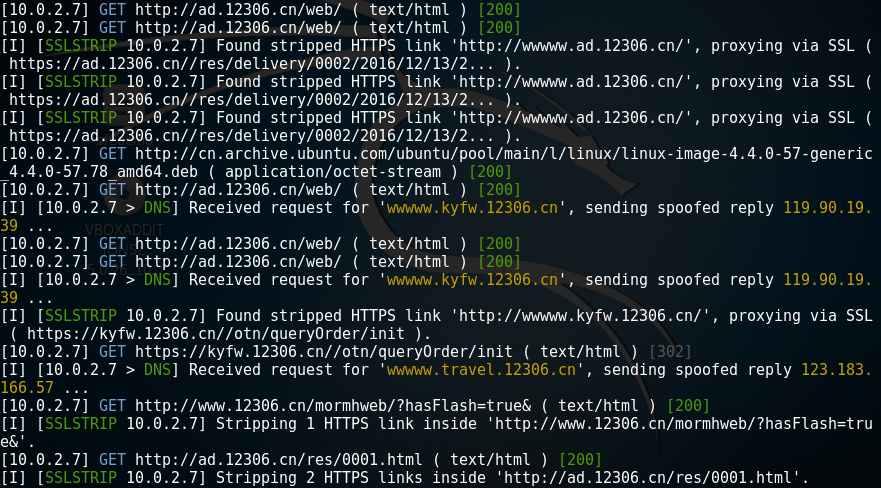 [10.0.2.7] GET http://ad.12306.cn/web/ ( text/html ) [200]
[10.0.2.7] GET http://ad.12306.cn/web/ ( text/html ) [200]
[I] [SSLSTRIP 10.0.2.7] Found stripped HTTPS link 'http://wwwww.ad.12306.cn/', proxying via SSL (
https://ad.12306.cn//res/delivery/0002/2016/12/13/2... ).
[I] [SSLSTRIP 10.0.2.7] Found stripped HTTPS link 'http://wwwww.ad.12306.cn/', proxying via SSL (
https://ad.12306.cn//res/delivery/0002/2016/12/13/2... ).
[I] [SSLSTRIP 10.0.2.7] Found stripped HTTPS link 'http://wwwww.ad.12306.cn/', proxying via SSL (
https://ad.12306.cn//res/delivery/0002/2016/12/13/2... ).
[10.0.2.7] GET http://cn.archive.ubuntu.com/ubuntu/pool/main/l/linux/linux-image-4.4.0-57-generic
_4.4.0-57.78_amd64.deb ( application/octet-stream ) [200]
[10.0.2.7] GET http://ad.12306.cn/web/ ( text/html ) [200]
[I] [10.0.2.7 > DNS] Received request for 'wwwww.kyfw.12306.cn', sending spoofed reply 119.90.19.
39 ...
VBOXADDIT
[10.0.2.7] GET http://ad.12306.cn/web/ ( text/html ) [200]
[10.0.2.7] GET http://ad.12306.cn/web/ ( text/html ) [200]
[I] [10.0.2.7 > DNS] Received request for 'wwwww.kyfw.12306.cn', sending spoofed reply 119.90.19.
39 ...
[I] [SSLSTRIP 10.0.2.7] Found stripped HTTPS link 'http://wwwww.kyfw.12306.cn/', proxying via SSL
( https://kyfw.12306.cn//otn/queryOrder/init ).
[10.0.2.7] GET https://kyfw.12306.cn//otn/queryOrder/init ( text/html ) [302]
[I] [10.0.2.7 > DNS] Received request for 'wwwww.travel.12306.cn', sending spoofed reply 123.183.
166.57 ...
[10.0.2.7] GET http://www.12306.cn/mormhweb/?hasFlash=true& ( text/html ) [200]
[I] [SSLSTRIP 10.0.2.7] Stripping 1 HTTPS link inside 'http://www.12306.cn/mormhweb/?hasFlash=tru
e&'.
[10.0.2.7] GET http://ad.12306.cn/res/0001.html ( text/html ) [200]
[I] [SSLSTRIP 10.0.2.7] Stripping 2 HTTPS links inside 'http://ad.12306.cn/res/0001.html'.